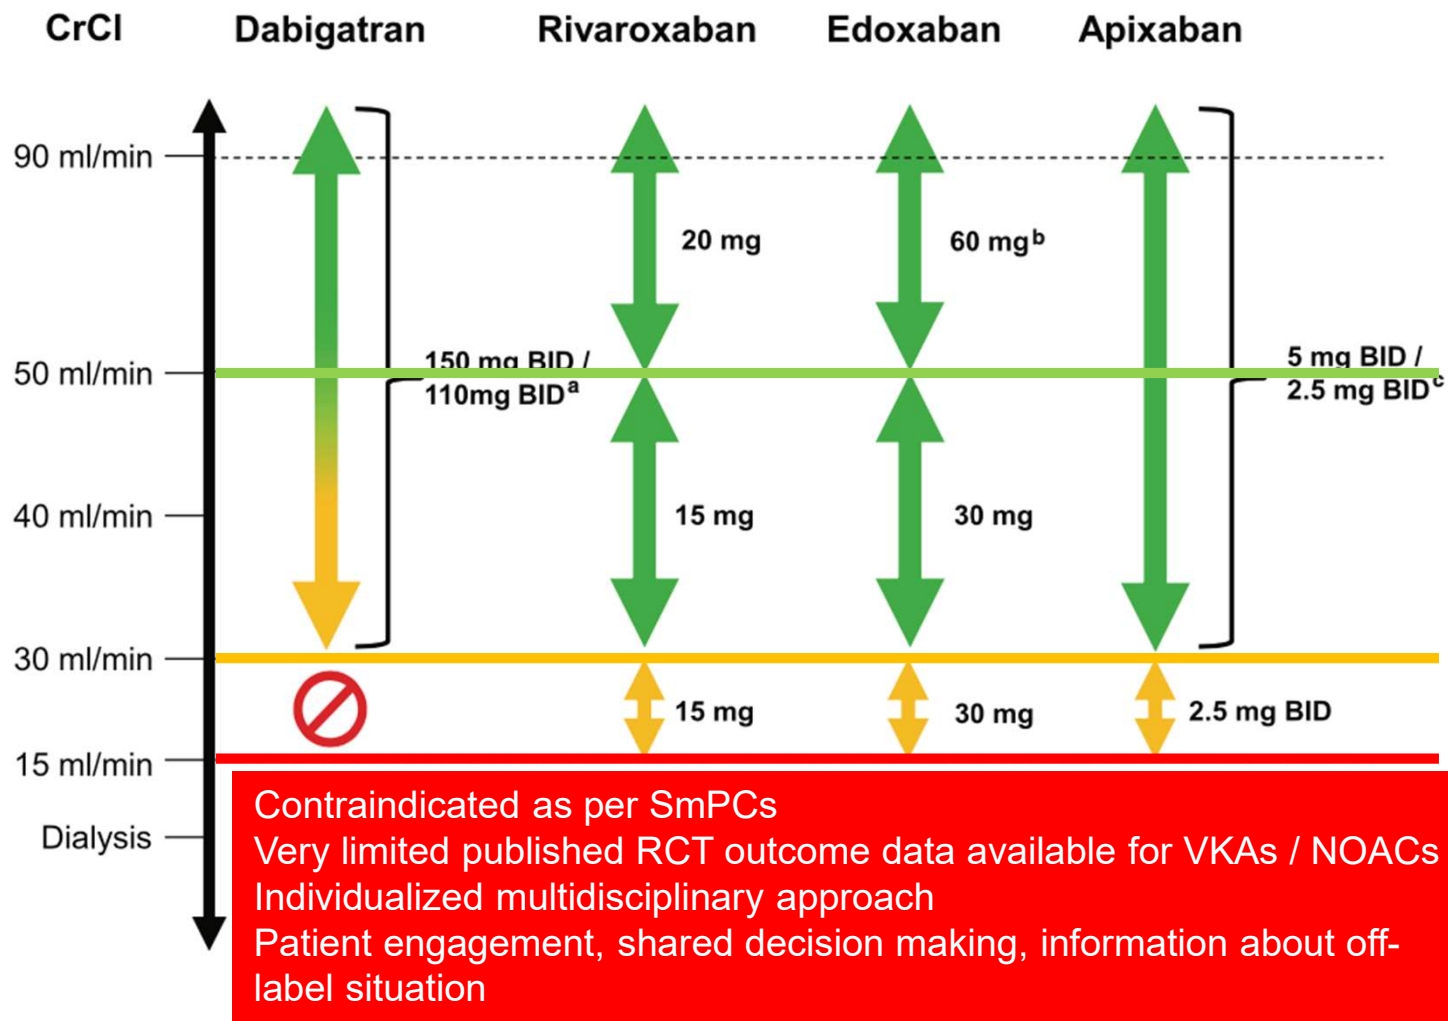 CrCl Dabigatran Rivaroxaban Edoxaban Apixaban
90 ml/min
20 mg 60 mg b
50 ml/min
150 mg BID /
110mg BID a
5 mg BID /
2.5 mg BID c
40 ml/min
15 mg 30 mg
30 ml/min
15 mg 30 mg 2.5 mg BID
15 ml/min
Dialysis
Contraindicated as per SmPCs
Very limited published RCT outcome data available for VKAs / NOACs
Individualized multidisciplinary approach
Patient engagement, shared decision making, information about off-
label situation